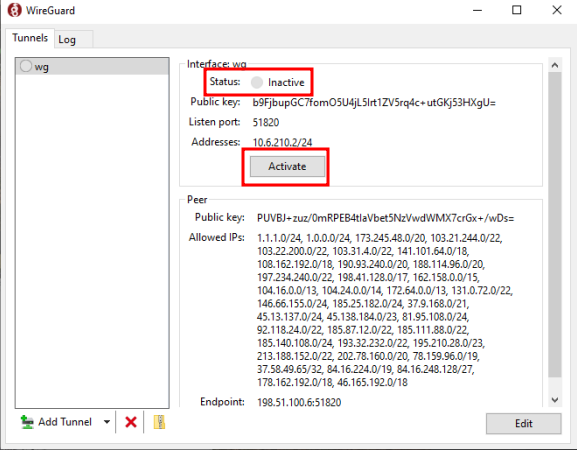 WireGuard
Tunnels Log
wg
Interface: wg
Status: Inactive
Public key: b9FjbupGC7fomO5U4jL5Irt1ZV5rq4c+utGKj53HXgU=
Listen port: 51820
Addresses: 10.6.210.2/24
Activate
Peer
Public key: PUVBJ+zuz/0mRPEB4tlaVbet5NzVwdWMX7crGx+/wDs=
Allowed IPs: 1.1.1.0/24, 1.0.0.0/24, 173.245.48.0/20, 103.21.244.0/22,
103.22.200.0/22, 103.31.4.0/22, 141.101.64.0/18,
108.162.192.0/18, 190.93.240.0/20, 188.114.96.0/20,
197.234.240.0/22, 198.41.128.0/17, 162.158.0.0/15,
104.16.0.0/13, 104.24.0.0/14, 172.64.0.0/13, 131.0.72.0/22,
146.66.155.0/24, 185.25.182.0/24, 37.9.168.0/21,
45.13.137.0/24, 45.138.184.0/23, 81.95.108.0/24,
92.118.24.0/22, 185.87.12.0/22, 185.111.88.0/22,
185.140.108.0/24, 193.32.232.0/22, 195.210.28.0/23,
213.188.152.0/22, 202.78.160.0/20, 78.159.96.0/19,
37.58.49.65/32, 84.16.224.0/19, 84.16.248.128/27,
178.162.192.0/18, 46.165.192.0/18
Endpoint: 198.51.100.6:51820
Add Tunnel
Edit